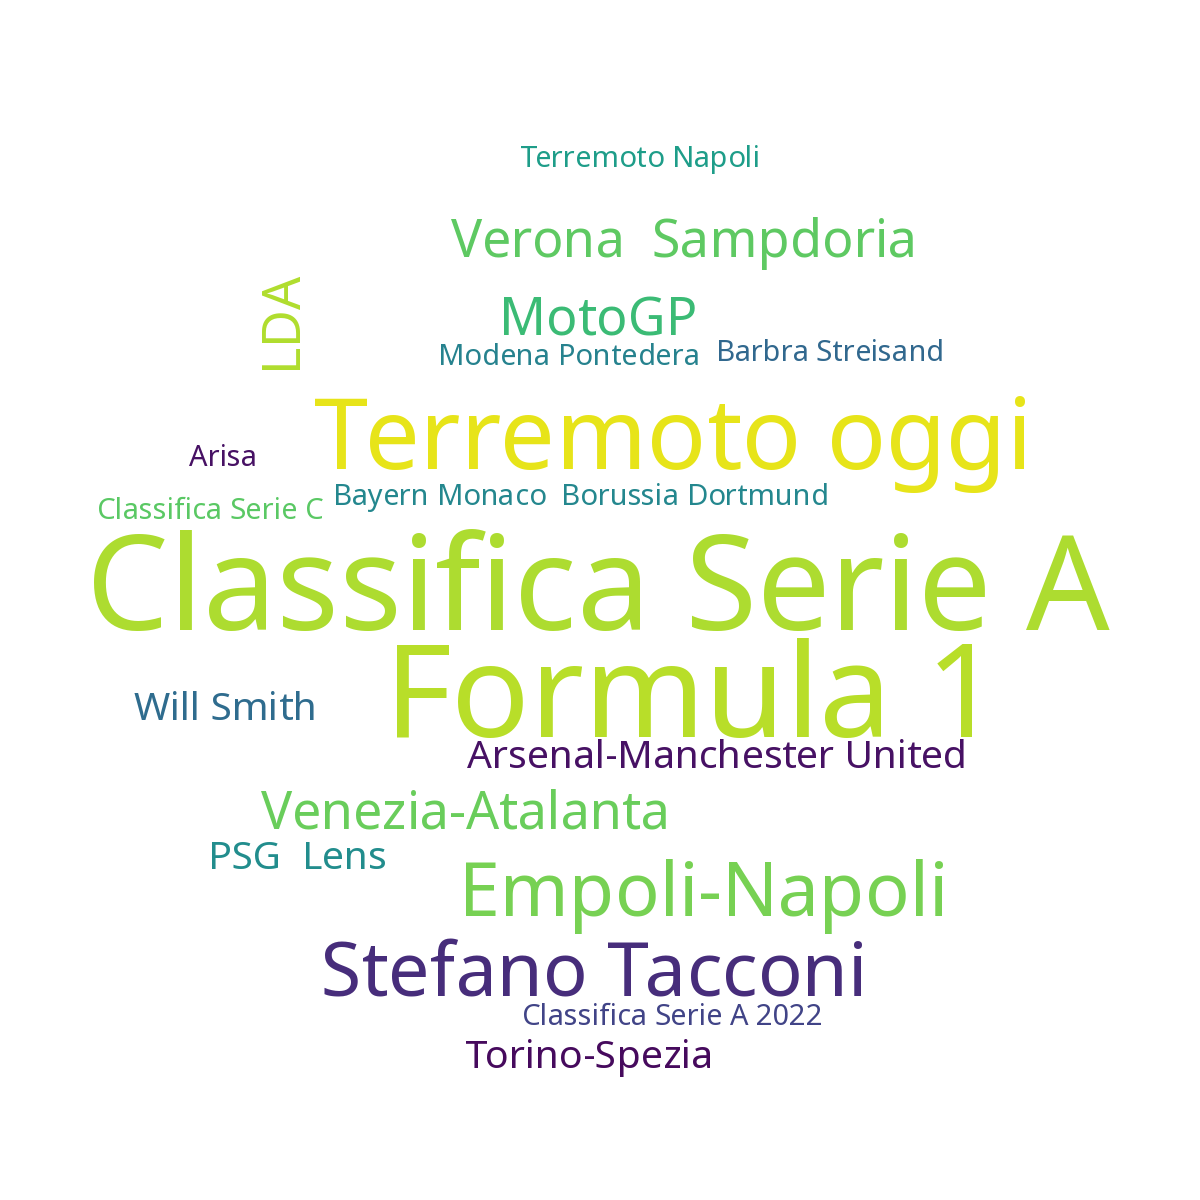 Terremoto Napoli
Verona Sampdoria
LDA
MotoGP
Modena Pontedera
Barbra Streisand
Terremoto oggi
Arisa
Bayern Monaco Borussia Dortmund
Classifica Serie C
Classifica Serie A
Formula 1
Will Smith
Arsenal-Manchester United
Venezia-Atalanta
PSG Lens
Empoli-Napoli
Stefano Tacconi
Classifica Serie A 2022
Torino-Spezia